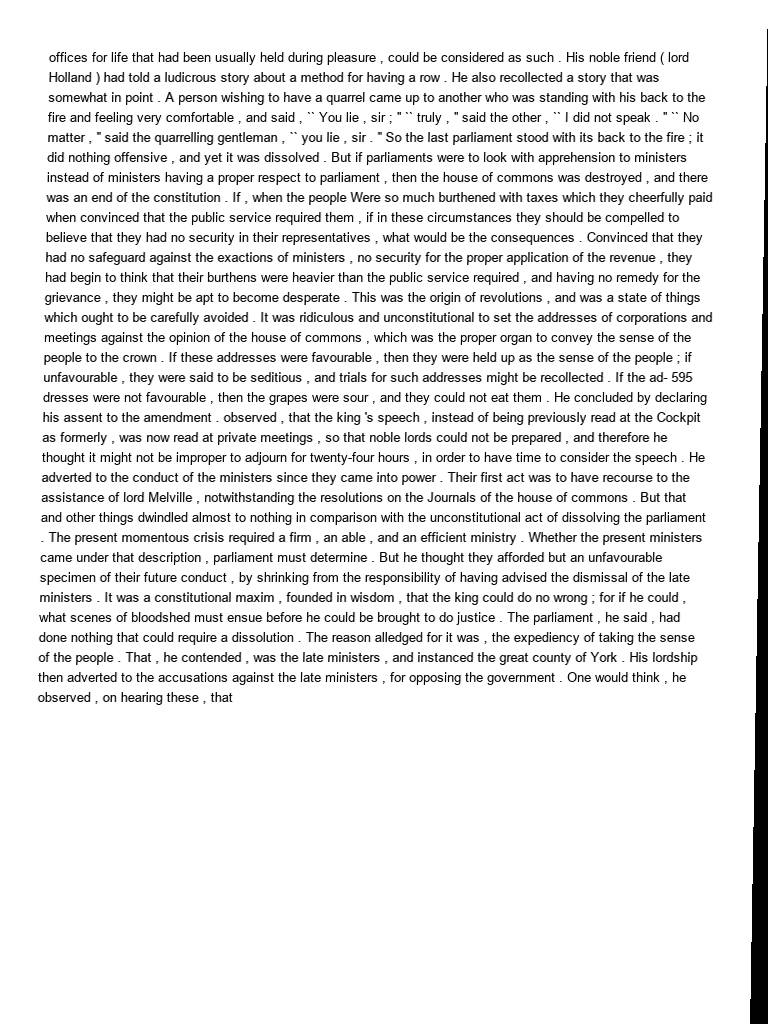 offices for life that had been usually held during pleasure , could be considered as such . His noble friend ( lord
Holland ) had told a ludicrous story about a method for having a row . He also recollected a story that was
somewhat in point . A person wishing to have a quarrel came up to another who was standing with his back to the
fire and feeling very comfortable , and said , `` You lie , sir ; " `` truly , " said the other , `` I did not speak . " `` No
matter , " said the quarrelling gentleman , `` you lie , sir . " So the last parliament stood with its back to the fire ; it
did nothing offensive , and yet it was dissolved . But if parliaments were to look with apprehension to ministers
instead of ministers having a proper respect to parliament , then the house of commons was destroyed , and there
was an end of the constitution . If , when the people Were so much burthened with taxes which they cheerfully paid
when convinced that the public service required them , if in these circumstances they should be compelled to
believe that they had no security in their representatives , what would be the consequences . Convinced that they
had no safeguard against the exactions of ministers , no security for the proper application of the revenue , they
had begin to think that their burthens were heavier than the public service required , and having no remedy for the
grievance , they might be apt to become desperate . This was the origin of revolutions , and was a state of things
which ought to be carefully avoided . It was ridiculous and unconstitutional to set the addresses of corporations and
meetings against the opinion of the house of commons , which was the proper organ to convey the sense of the
people to the crown . If these addresses were favourable , then they were held up as the sense of the people ; if
unfavourable , they were said to be seditious , and trials for such addresses might be recollected . If the ad- 595
dresses were not favourable , then the grapes were sour , and they could not eat them . He concluded by declaring
his assent to the amendment . observed , that the king 's speech , instead of being previously read at the Cockpit
as formerly , was now read at private meetings , so that noble lords could not be prepared , and therefore he
thought it might not be improper to adjourn for twenty-four hours , in order to have time to consider the speech . He
adverted to the conduct of the ministers since they came into power . Their first act was to have recourse to the
assistance of lord Melville , notwithstanding the resolutions on the Journals of the house of commons . But that
and other things dwindled almost to nothing in comparison with the unconstitutional act of dissolving the parliament
. The present momentous crisis required a firm , an able , and an efficient ministry . Whether the present ministers
came under that description , parliament must determine . But he thought they afforded but an unfavourable
specimen of their future conduct , by shrinking from the responsibility of having advised the dismissal of the late
ministers . It was a constitutional maxim , founded in wisdom , that the king could do no wrong ; for if he could ,
what scenes of bloodshed must ensue before he could be brought to do justice . The parliament , he said , had
done nothing that could require a dissolution . The reason alledged for it was , the expediency of taking the sense
of the people . That , he contended , was the late ministers , and instanced the great county of York . His lordship
then adverted to the accusations against the late ministers , for opposing the government . One would think , he
observed , on hearing these , that